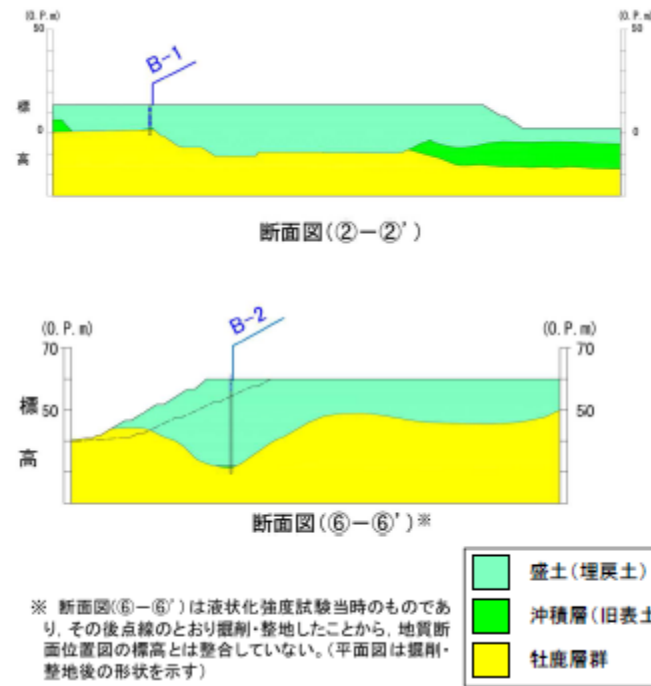 (O.P.m)
(O.P.m)
50
50
B-1
標
0
0
高
断面図(②－②')
(O.P.m)
B-2
(O.P.m)
70
70
標
50
50
高
断面図(⑥－⑥')※
※ 断面図(⑥－⑥')は液状化強度試験当時のものであ
り、その後点線のとおり掘削・整地したことから、地質断
面位置図の標高とは整合していない。(平面図は掘削・
整地後の形状を示す)
盛土(埋戻土)
沖積層(旧表土
牡鹿層群